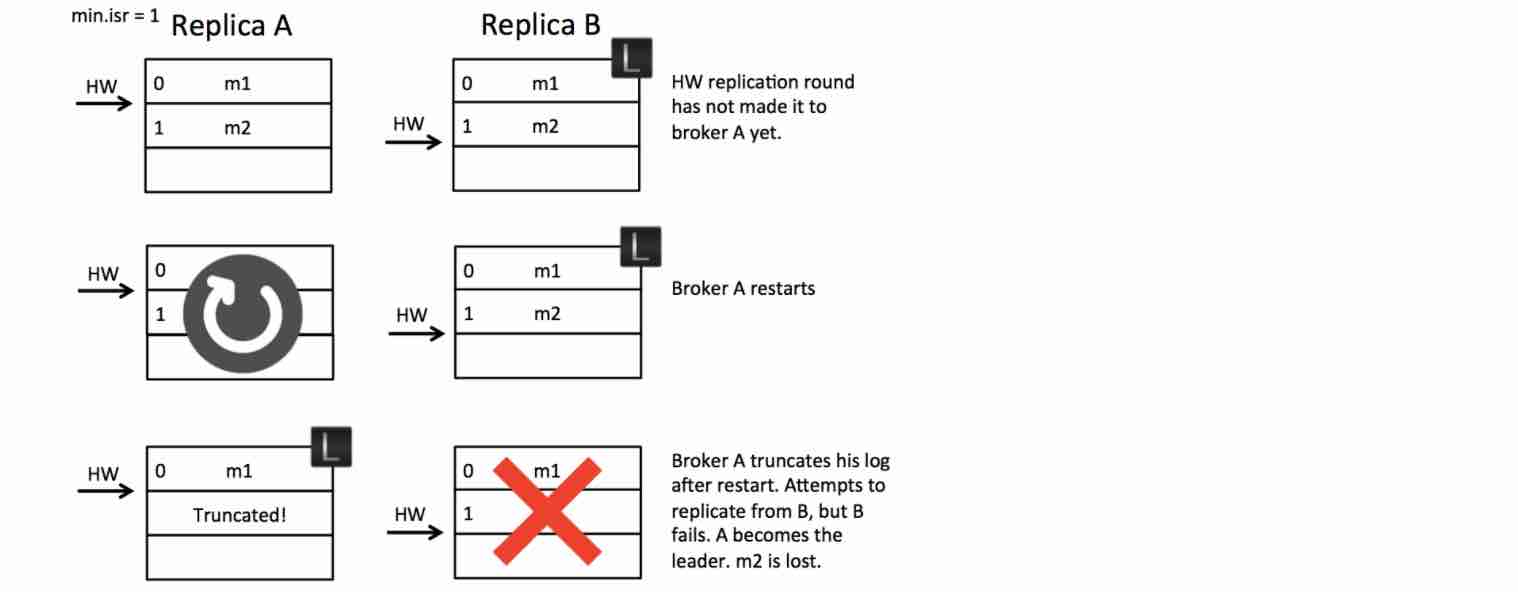 min.isr = 1
Replica A
Replica B
L
HW
0 m1
1 m2
HW
0 m1
1 m2
HW replication round
has not made it to
broker A yet.
HW
0
1
L
HW
0 m1
1 m2
Broker A restarts
L
HW
0 m1
Truncated!
HW
0 m1
1
Broker A truncates his log
after restart. Attempts to
replicate from B, but B
fails. A becomes the
leader. m2 is lost.